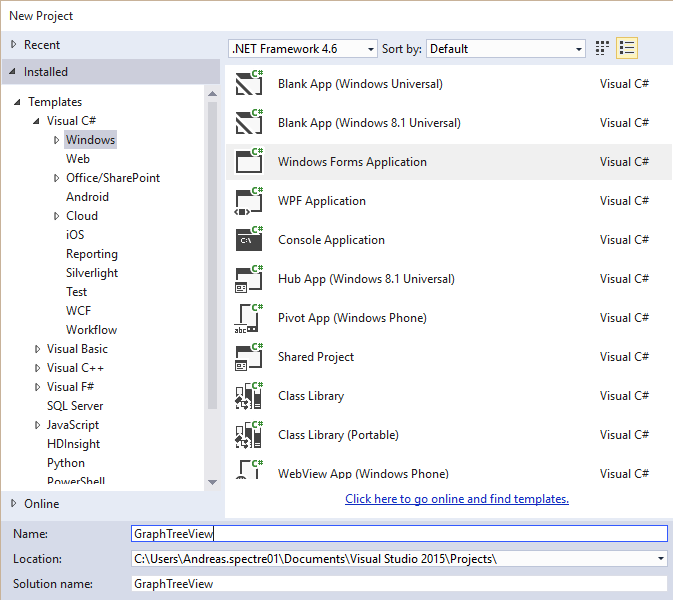 New Project
Recent
Installed
Templates
Visual C#
Windows
Web
Office/SharePoint
Android
Cloud
iOS
Reporting
Silverlight
Test
WCF
Workflow
Visual Basic
Visual C++
Visual F#
SQL Server
JavaScript
HDInsight
Python
PowerShell
Online
.NET Framework 4.6 Sort by: Default
Blank App (Windows Universal) Visual C#
Blank App (Windows 8.1 Universal) Visual C#
Windows Forms Application Visual C#
WPF Application Visual C#
Console Application Visual C#
Hub App (Windows 8.1 Universal) Visual C#
Pivot App (Windows Phone) Visual C#
Shared Project Visual C#
Class Library Visual C#
Class Library (Portable) Visual C#
WebView App (Windows Phone) Visual C#
Click here to go online and find templates.
Name: GraphTreeView
Location: C:\Users\Andreas.spectre01\Documents\Visual Studio 2015\Projects\
Solution name: GraphTreeView